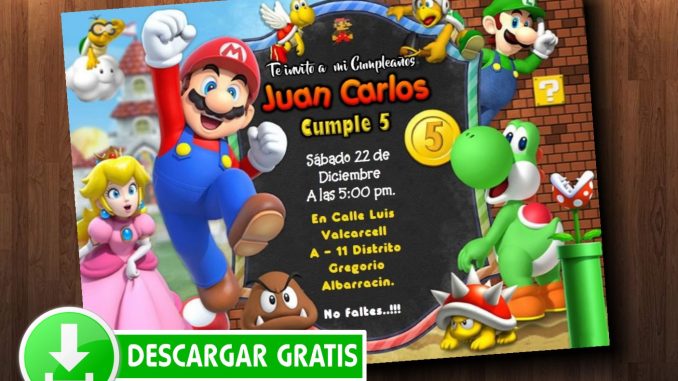 Te invito a mi Cumpleaños
Juan Carlos
Cumple 5
5
Sábado 22 de
Diciembre
A las 5:00 pm.
En Calle Luis
Valcarcell
A - 11 Distrito
Gregorio
Albarracin.
No faltes..!!!
M
L
?
DESCARGAR GRATIS